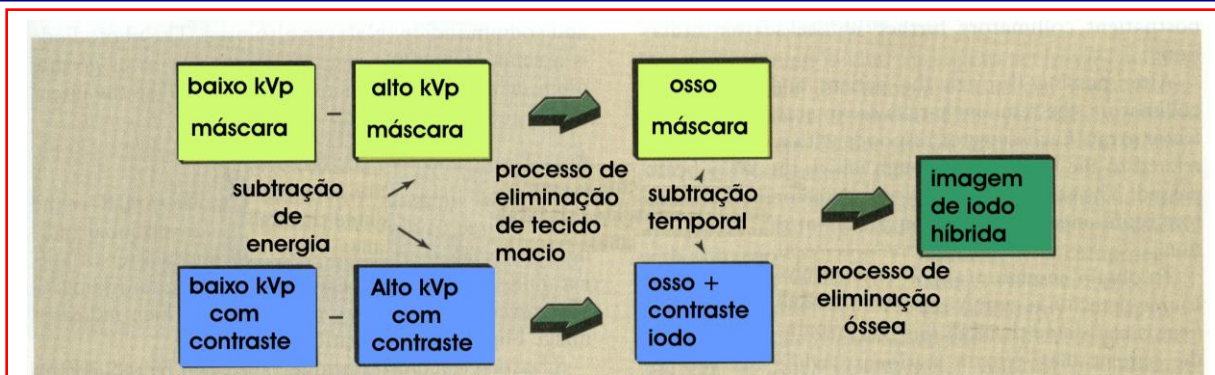 baixo kVp
máscara
–
alto kVp
máscara
osso
máscara
subtração
de
energia
processo de
eliminação
de tecido
macio
subtração
temporal
imagem
de iodo
híbrida
baixo kVp
com
contraste
–
Alto kVp
com
contraste
osso +
contraste
iodo
processo de
eliminação
óssea